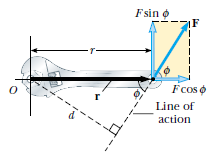 F sin ϕ
F
r
ϕ
O
r
ϕ
F cos ϕ
d
Line of
action